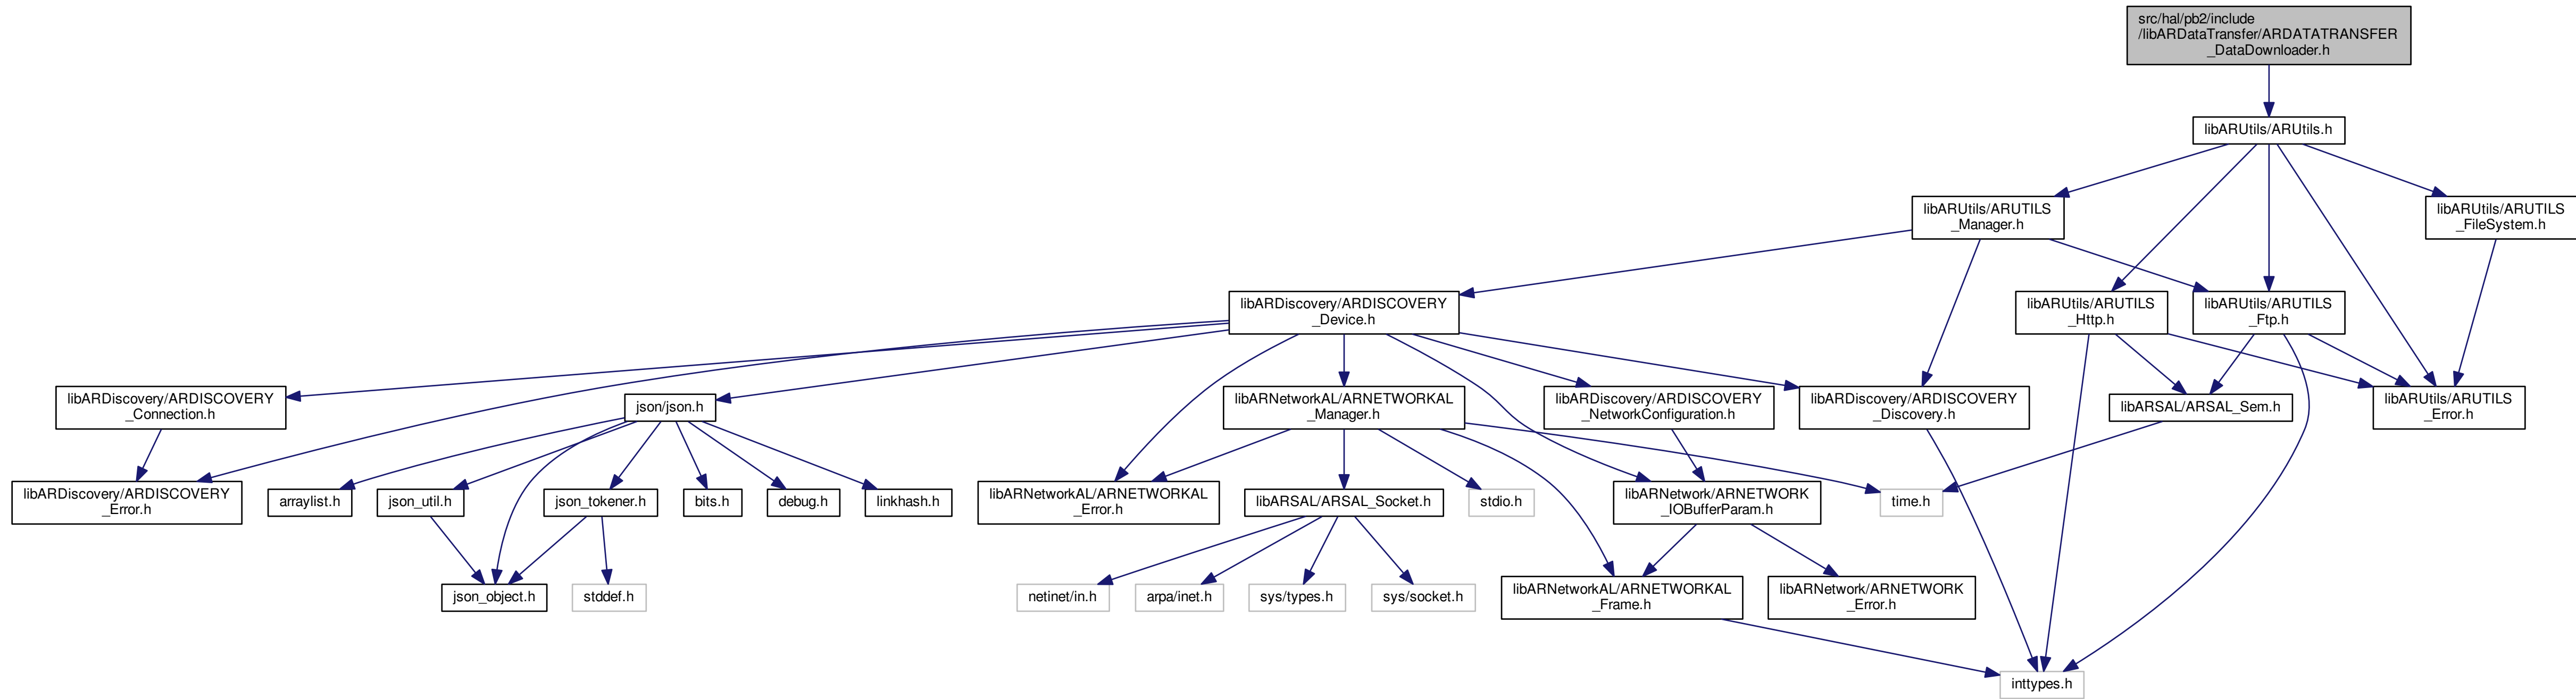 src/hal/pb2/include
/libARDataTransfer/ARDATATRANSFER
_DataDownloader.h
libARUtils/ARUtils.h
libARUtils/ARUTILS
_Manager.h
libARUtils/ARUTILS
_FileSystem.h
libARDiscovery/ARDISCOVERY
_Device.h
libARUtils/ARUTILS
_Http.h
libARUtils/ARUTILS
_Ftp.h
libARDiscovery/ARDISCOVERY
_Connection.h
json/json.h
libARNetworkAL/ARNETWORKAL
_Manager.h
libARDiscovery/ARDISCOVERY
_NetworkConfiguration.h
libARDiscovery/ARDISCOVERY
_Discovery.h
libARSAL/ARSAL_Sem.h
libARUtils/ARUTILS
_Error.h
libARDiscovery/ARDISCOVERY
_Error.h
arraylist.h
json_util.h
json_tokener.h
bits.h
debug.h
linkhash.h
libARNetworkAL/ARNETWORKAL
_Error.h
libARSAL/ARSAL_Socket.h
stdio.h
libARNetwork/ARNETWORK
_IOBufferParam.h
time.h
json_object.h
stddef.h
netinet/in.h
arpa/inet.h
sys/types.h
sys/socket.h
libARNetworkAL/ARNETWORKAL
_Frame.h
libARNetwork/ARNETWORK
_Error.h
inttypes.h